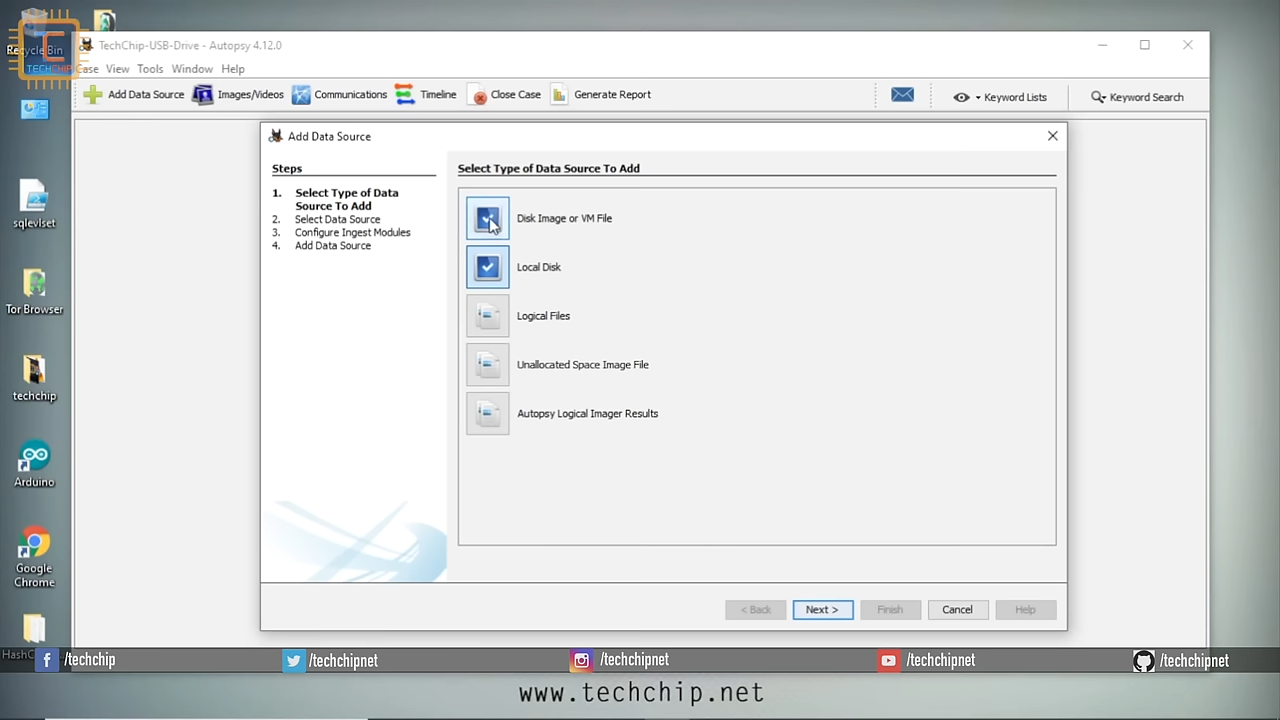 Recycle Bin
TECHCHIP
TechChip-USB-Drive - Autopsy 4.12.0
Case View Tools Window Help
Add Data Source Images/Videos Communications Timeline Close Case Generate Report Keyword Lists Keyword Search
Add Data Source
Steps
1. Select Type of Data
Source To Add
2. Select Data Source
3. Configure Ingest Modules
4. Add Data Source
Select Type of Data Source To Add
Disk Image or VM File
Local Disk
Logical Files
Unallocated Space Image File
Autopsy Logical Imager Results
< Back Next > Finish Cancel Help
sqlevlset
Tor Browser
techchip
Arduino
Google
Chrome
/techchip /techchipnet /techchipnet /techchipnet /techchipnet
www.techchip.net